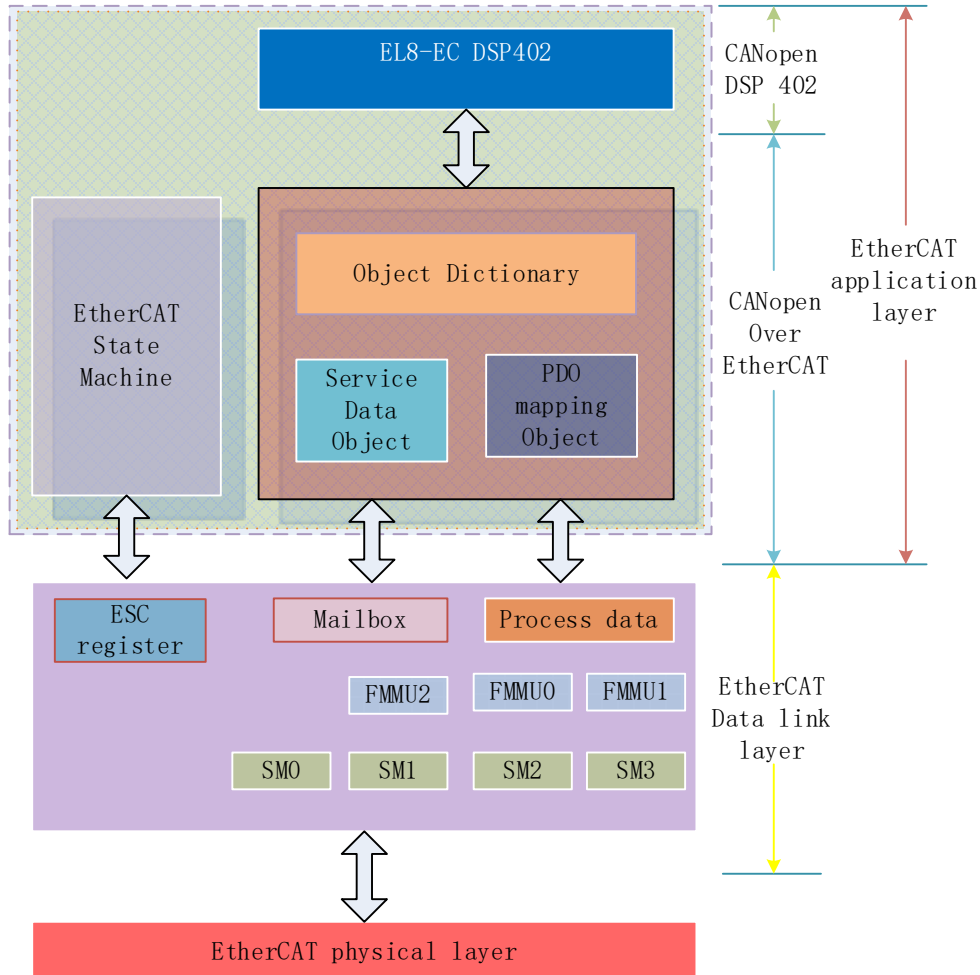 EL8-EC DSP402
CANopen
DSP 402
Object Dictionary
EtherCAT
State
Machine
Service
Data
Object
PDO
mapping
Object
CANopen
Over
EtherCAT
EtherCAT
application
layer
ESC
register
Mailbox
Process data
FMMU2
FMMU0
FMMU1
SM0
SM1
SM2
SM3
EtherCAT
Data link
layer
EtherCAT physical layer